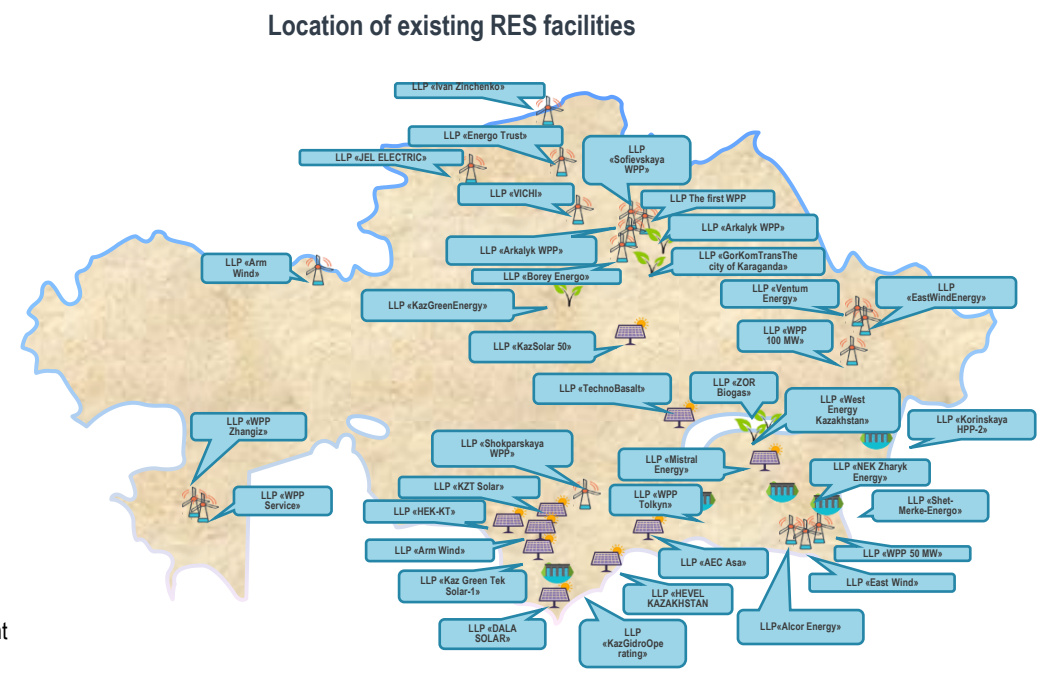 Location of existing RES facilities
LLP «Ivan Zinchenko»
LLP «Energo Trust»
LLP «JEL ELECTRIC»
LLP
«Sofievskaya
WPP»
LLP «VICHI»
LLP The first WPP
LLP «Arkalyk WPP»
LLP «Arkalyk WPP»
LLP «GorKomTransThe
city of Karaganda»
LLP «Arm
Wind»
LLP «Borey Energo»
LLP «Ventum
Energy»
LLP
«EastWindEnergy»
LLP «KazGreenEnergy»
LLP «WPP
100 MW»
LLP «KazSolar 50»
LLP «TechnoBasalt»
LLP «ZOR
Biogas»
LLP «West
Energy
Kazakhstan»
LLP «Korinskaya
HPP-2»
LLP «WPP
Zhangiz»
LLP «Shokparskaya
WPP»
LLP «Mistral
Energy»
LLP «NEK Zharyk
Energy»
LLP «KZT Solar»
LLP «WPP
Service»
LLP «WPP
Tolkyn»
LLP «Shet-
Merke-Energo»
LLP «HEK-KT»
LLP «Arm Wind»
LLP «WPP 50 MW»
LLP «AEC Asa»
LLP «Kaz Green Tek
Solar-1»
LLP «East Wind»
LLP «HEVEL
KAZAKHSTAN
LLP «DALA
SOLAR»
LLP
«KazGidroOpe
rating»
LLP«Alcor Energy»